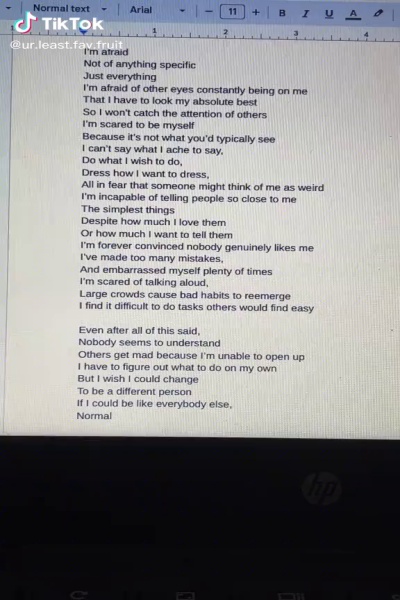 Normal text
Arial
11
B I U A
TikTok
@ur.least.fav.fruit
1 2 3 4
I'm afraid
Not of anything specific
Just everything
I'm afraid of other eyes constantly being on me
That I have to look my absolute best
So I won't catch the attention of others
I'm scared to be myself
Because it's not what you'd typically see
I can't say what I ache to say,
Do what I wish to do,
Dress how I want to dress,
All in fear that someone might think of me as weird
I'm incapable of telling people so close to me
The simplest things
Despite how much I love them
Or how much I want to tell them
I'm forever convinced nobody genuinely likes me
I've made too many mistakes,
And embarrassed myself plenty of times
I'm scared of talking aloud,
Large crowds cause bad habits to reemerge
I find it difficult to do tasks others would find easy
Even after all of this said,
Nobody seems to understand
Others get mad because I'm unable to open up
I have to figure out what to do on my own
But I wish I could change
To be a different person
If I could be like everybody else,
Normal
hp